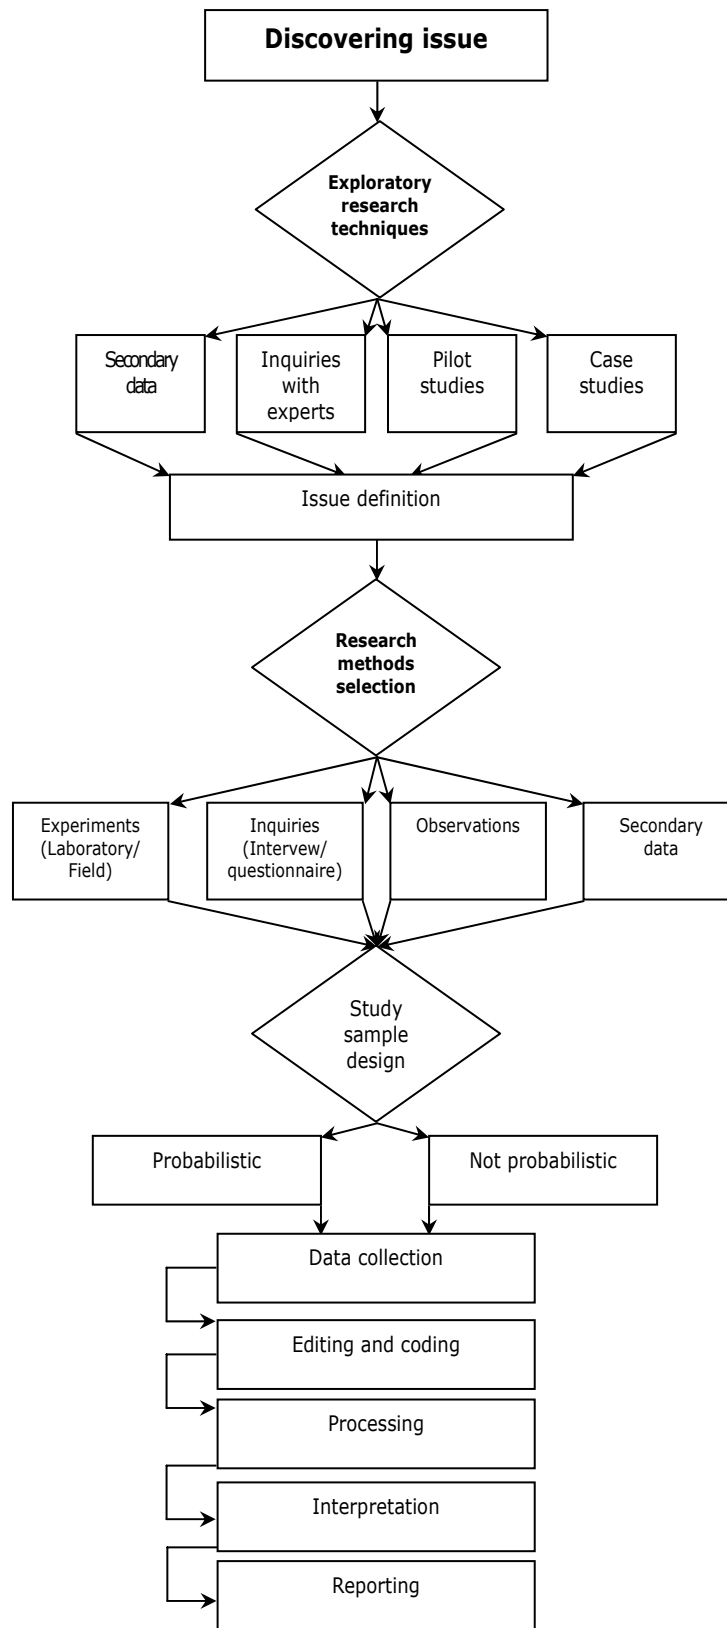 Discovering issue
Exploratory
research
techniques
Secondary
data
Inquiries
with
experts
Pilot
studies
Case
studies
Issue definition
Research
methods
selection
Experiments
(Laboratory/
Field)
Inquiries
(Intervew/
questionnaire)
Observations
Secondary
data
Study
sample
design
Probabilistic
Not probabilistic
Data collection
Editing and coding
Processing
Interpretation
Reporting